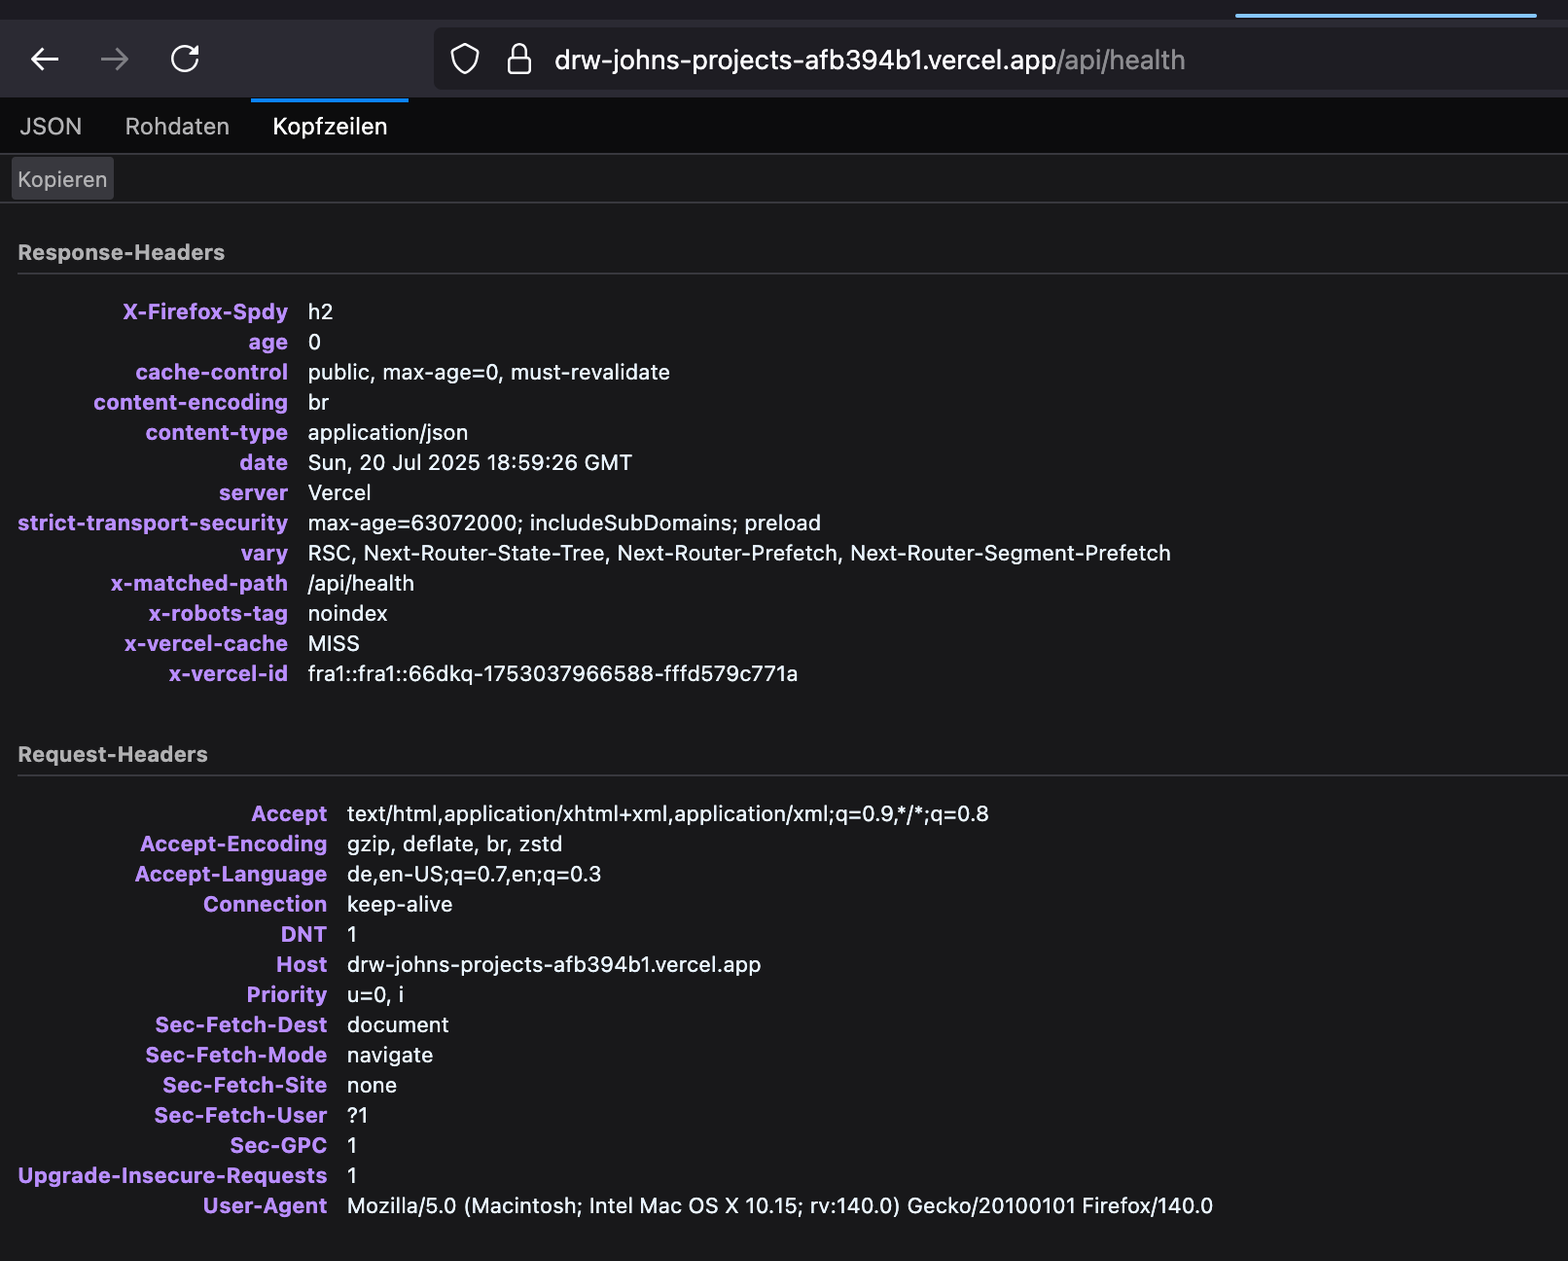 drw-johns-projects-afb394b1.vercel.app/api/health
JSON Rohdaten Kopfzeilen
Kopieren
Response-Headers
X-Firefox-Spdy h2
age 0
cache-control public, max-age=0, must-revalidate
content-encoding br
content-type application/json
date Sun, 20 Jul 2025 18:59:26 GMT
server Vercel
strict-transport-security max-age=63072000; includeSubDomains; preload
vary RSC, Next-Router-State-Tree, Next-Router-Prefetch, Next-Router-Segment-Prefetch
x-matched-path /api/health
x-robots-tag noindex
x-vercel-cache MISS
x-vercel-id fra1::fra1::66dkq-1753037966588-fffd579c771a
Request-Headers
Accept text/html,application/xhtml+xml,application/xml;q=0.9,*/*;q=0.8
Accept-Encoding gzip, deflate, br, zstd
Accept-Language de,en-US;q=0.7,en;q=0.3
Connection keep-alive
DNT 1
Host drw-johns-projects-afb394b1.vercel.app
Priority u=0, i
Sec-Fetch-Dest document
Sec-Fetch-Mode navigate
Sec-Fetch-Site none
Sec-Fetch-User ?1
Sec-GPC 1
Upgrade-Insecure-Requests 1
User-Agent Mozilla/5.0 (Macintosh; Intel Mac OS X 10.15; rv:140.0) Gecko/20100101 Firefox/140.0